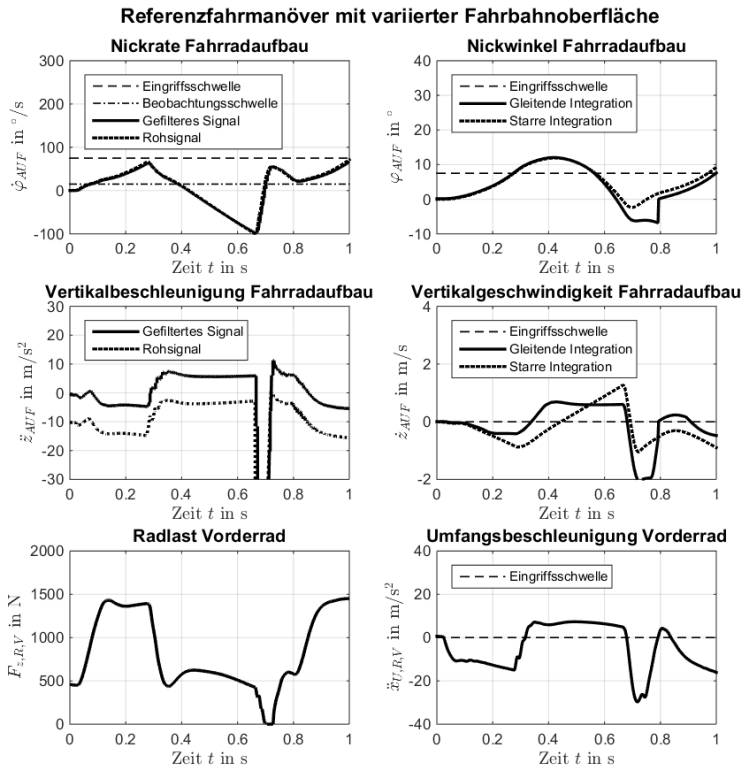 Referenzfahrmanöver mit variierter Fahrbahnoberfläche
Nickrate Fahrradaufbau
300
200
100
0
-100
φ̇_AUF in °/s
Eingriffsschwelle
Beobachtungsschwelle
Gefilteres Signal
Rohsignal
0 0.2 0.4 0.6 0.8 1
Zeit t in s
Nickwinkel Fahrradaufbau
40
30
20
10
0
-10
φ_AUF in °
Eingriffsschwelle
Gleitende Integration
Starre Integration
0 0.2 0.4 0.6 0.8 1
Zeit t in s
Vertikalbeschleunigung Fahrradaufbau
30
20
10
0
-10
-20
-30
z̈_AUF in m/s²
Gefiltertes Signal
Rohsignal
0 0.2 0.4 0.6 0.8 1
Zeit t in s
Vertikalgeschwindigkeit Fahrradaufbau
4
2
0
-2
ż_AUF in m/s
Eingriffsschwelle
Gleitende Integration
Starre Integration
0 0.2 0.4 0.6 0.8 1
Zeit t in s
Radlast Vorderrad
2000
1500
1000
500
0
F_z,R,V in N
0 0.2 0.4 0.6 0.8 1
Zeit t in s
Umfangsbeschleunigung Vorderrad
40
20
0
-20
-40
ẍ_U,R,V in m/s²
Eingriffsschwelle
0 0.2 0.4 0.6 0.8 1
Zeit t in s